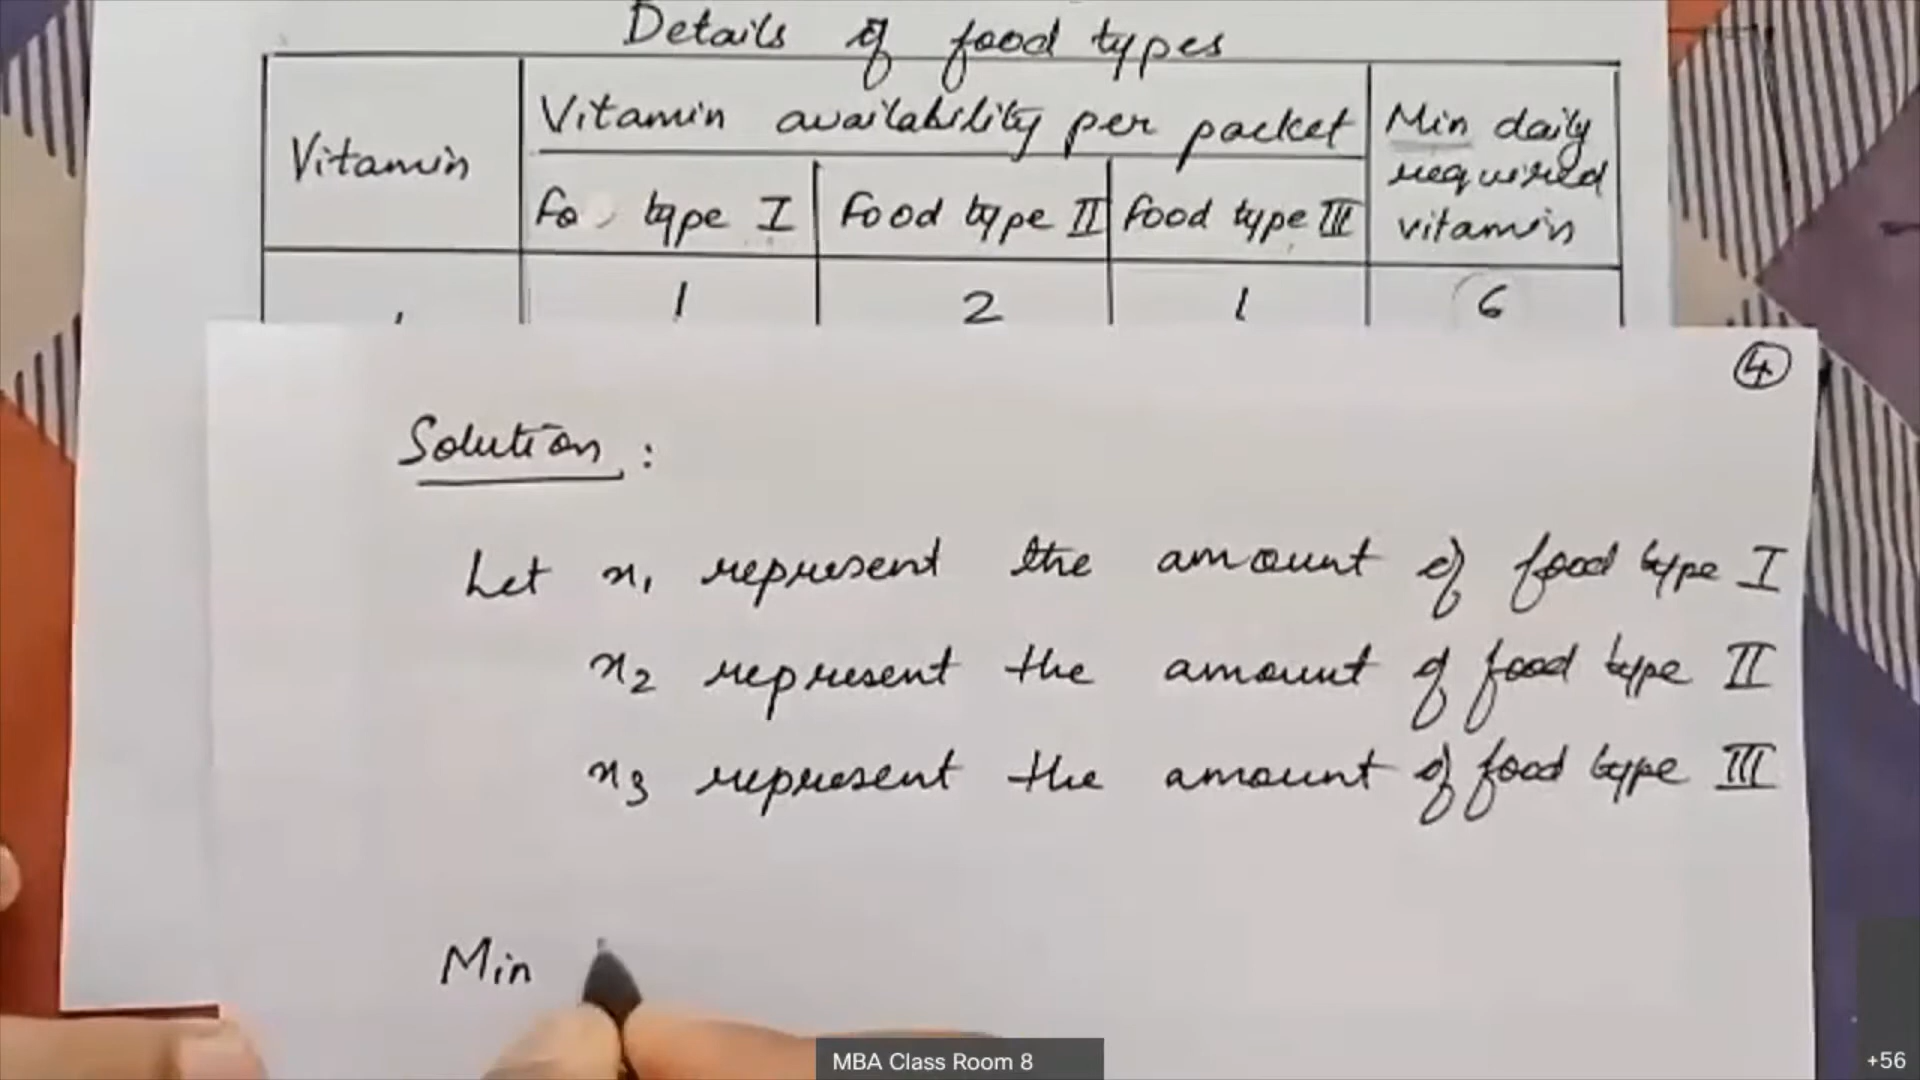 Details of food types
Vitamin
Vitamin availability per packet
Min daily
required
vitamin
Fo type I
Food type II
Food type III
1
2
1
6
4
Solution :
Let x1 represent the amount of food type I
x2 represent the amount of food type II
x3 represent the amount of food type III
Min
MBA Class Room 8
+56